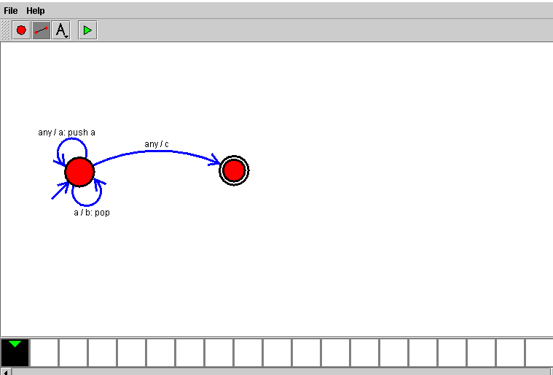 File Help
A
any / a: push a
any / c
a / b: pop